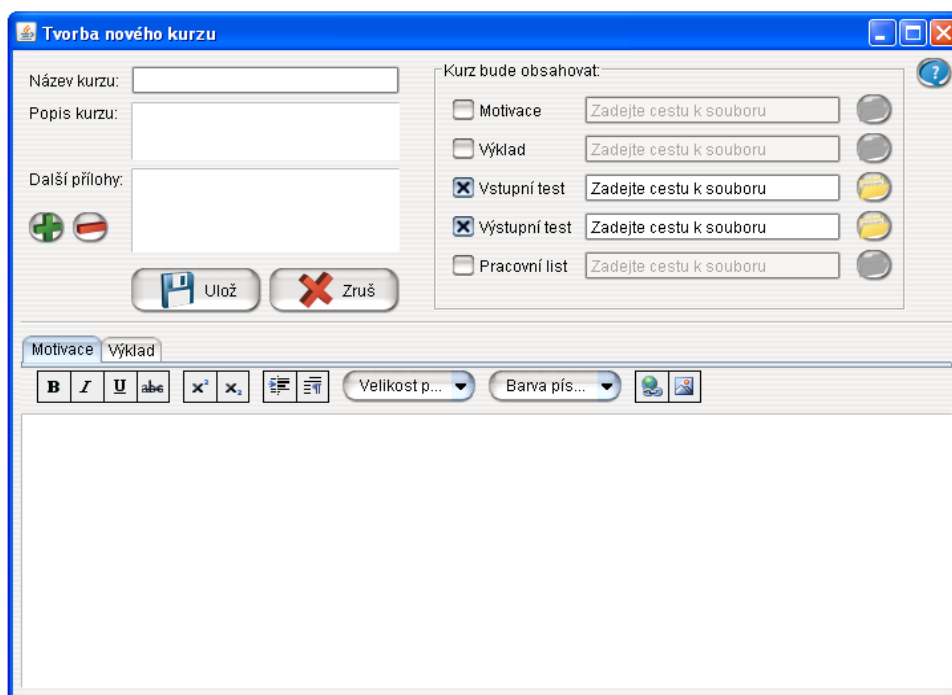 Tvorba nového kurzu
Název kurzu:
Popis kurzu:
Další přílohy:
Ulož
Zruš
Kurz bude obsahovat:
Motivace Zadejte cestu k souboru
Výklad Zadejte cestu k souboru
Vstupní test Zadejte cestu k souboru
Výstupní test Zadejte cestu k souboru
Pracovní list Zadejte cestu k souboru
?
Motivace Výklad
B I U abc x² x₂ Velikost p... Barva pís...